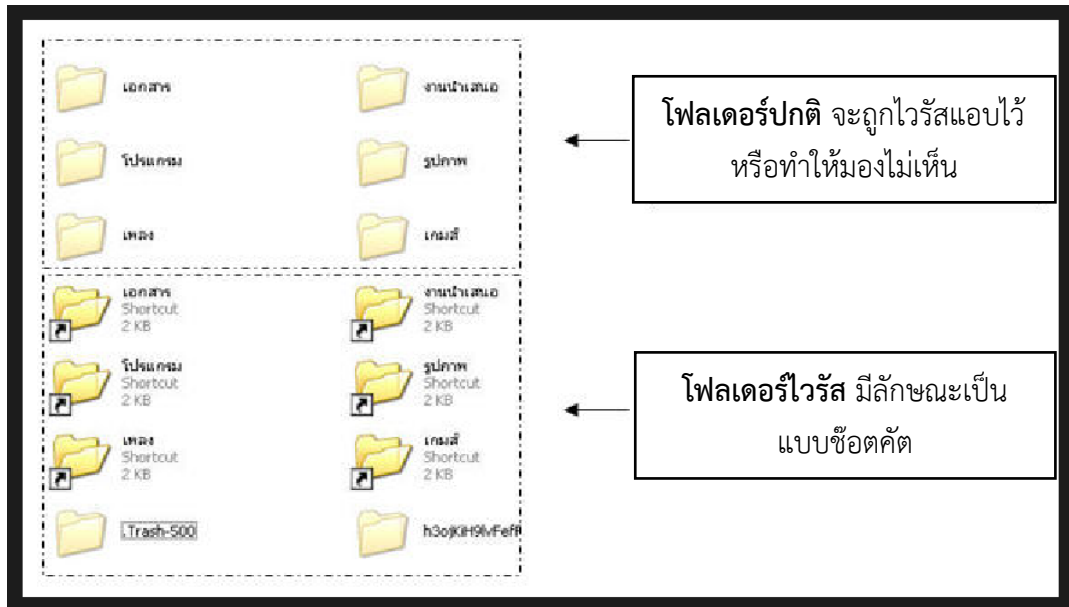 เอกสาร
งานนำเสนอ
โปรแกรม
รูปภาพ
เพลง
เกมส์
โฟลเดอร์ปกติ จะถูกไวรัสแอบไว้
หรือทำให้มองไม่เห็น
เอกสาร
Shortcut
2 KB
งานนำเสนอ
Shortcut
2 KB
โปรแกรม
Shortcut
2 KB
รูปภาพ
Shortcut
2 KB
เพลง
Shortcut
2 KB
เกมส์
Shortcut
2 KB
.Trash-500
โฟลเดอร์ไวรัส มีลักษณะเป็น
แบบช๊อตคัต